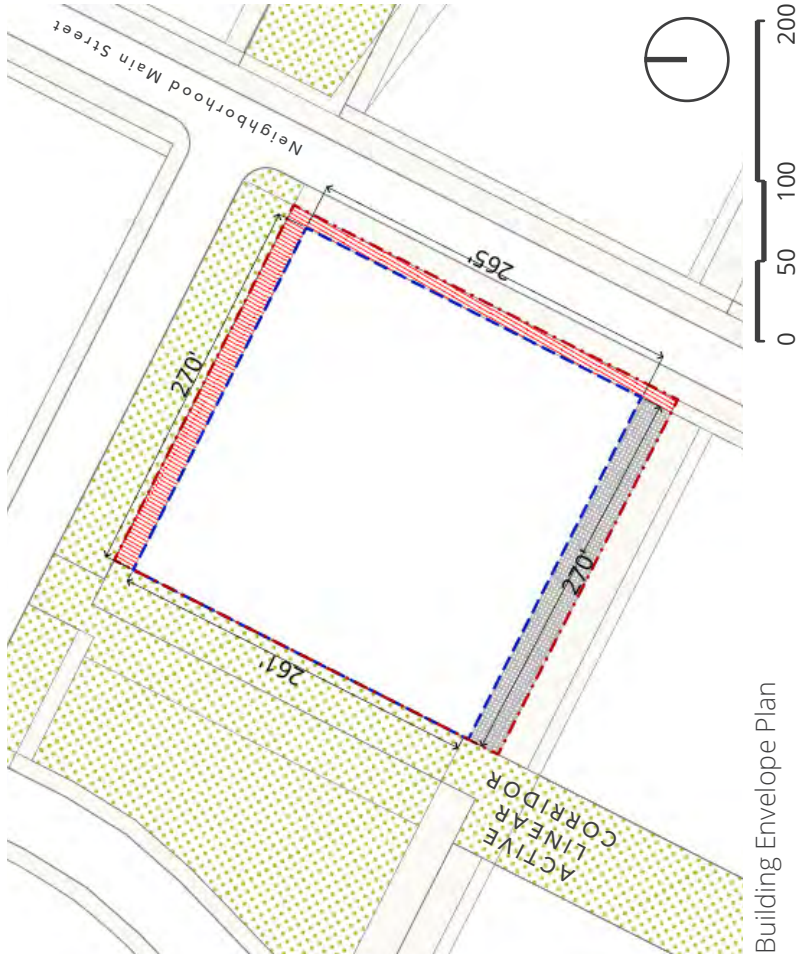 Neighborhood Main Street
270'
265'
261'
270'
ACTIVE
LINEAR
CORRIDOR
Building Envelope Plan
0
50
100
200